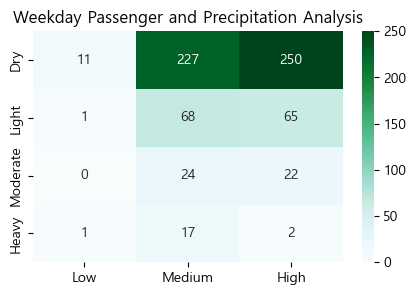 Weekday Passenger and Precipitation Analysis
Dry 11 227 250
Light 1 68 65
Moderate 0 24 22
Heavy 1 17 2
Low Medium High
250
200
150
100
50
0